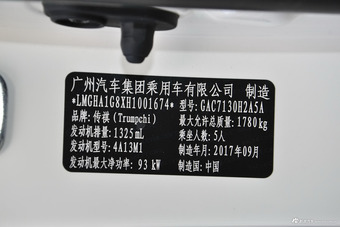 广州汽车集团乘用车有限公司 制造
*LMGHA1G8XH1001674* 型号: GAC7130H2A5A
品牌: 传祺 (Trumpchi) 最大允许总质量: 1780kg
发动机排量: 1325mL 乘坐人数: 5人
发动机型号: 4A13M1 制造年月: 2017年09月
发动机最大净功率: 93 kW 制造国: 中国